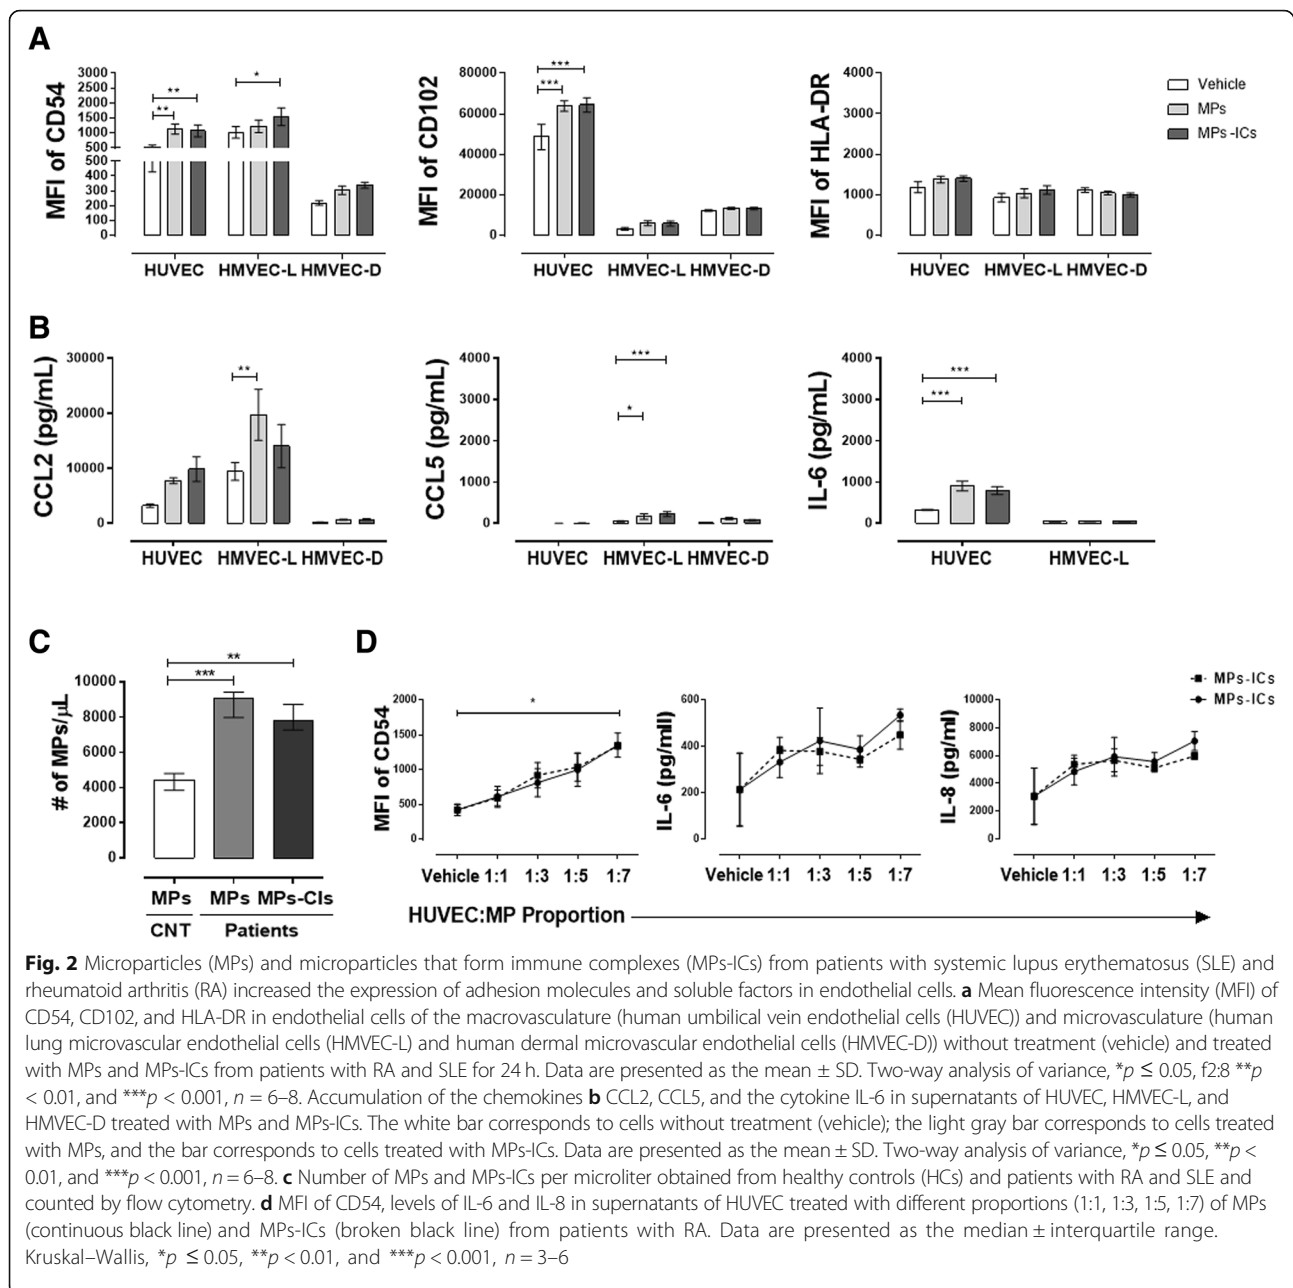 A
MFI of CD54
3000
2500
2000
1500
1000
500
500
400
300
200
100
0
**
**
*
HUVEC HMVEC-L HMVEC-D
MFI of CD102
80000
60000
40000
20000
0
***
***
HUVEC HMVEC-L HMVEC-D
MFI of HLA-DR
4000
3000
2000
1000
0
HUVEC HMVEC-L HMVEC-D
Vehicle
MPs
MPs-ICs
B
CCL2 (pg/mL)
30000
20000
10000
0
**
HUVEC HMVEC-L HMVEC-D
CCL5 (pg/mL)
4000
3000
2000
1000
0
***
*
HUVEC HMVEC-L HMVEC-D
IL-6 (pg/mL)
4000
3000
2000
1000
0
***
***
HUVEC HMVEC-L
C
# of MPs/µL
10000
8000
6000
4000
2000
0
**
***
MPs MPs MPs-CIs
CNT Patients
D
MFI of CD54
2000
1500
1000
500
0
*
Vehicle 1:1 1:3 1:5 1:7
IL-6 (pg/mll)
600
400
200
0
Vehicle 1:1 1:3 1:5 1:7
IL-8 (pg/ml)
10000
8000
6000
4000
2000
0
Vehicle 1:1 1:3 1:5 1:7
MPs-ICs
MPs-ICs
HUVEC:MP Proportion
Fig. 2 Microparticles (MPs) and microparticles that form immune complexes (MPs-ICs) from patients with systemic lupus erythematosus (SLE) and
rheumatoid arthritis (RA) increased the expression of adhesion molecules and soluble factors in endothelial cells. a Mean fluorescence intensity (MFI) of
CD54, CD102, and HLA-DR in endothelial cells of the macrovasculature (human umbilical vein endothelial cells (HUVEC)) and microvasculature (human
lung microvascular endothelial cells (HMVEC-L) and human dermal microvascular endothelial cells (HMVEC-D)) without treatment (vehicle) and treated
with MPs and MPs-ICs from patients with RA and SLE for 24 h. Data are presented as the mean ± SD. Two-way analysis of variance, *p ≤ 0.05, f2:8 **p
< 0.01, and ***p < 0.001, n = 6–8. Accumulation of the chemokines b CCL2, CCL5, and the cytokine IL-6 in supernatants of HUVEC, HMVEC-L, and
HMVEC-D treated with MPs and MPs-ICs. The white bar corresponds to cells without treatment (vehicle); the light gray bar corresponds to cells treated
with MPs, and the bar corresponds to cells treated with MPs-ICs. Data are presented as the mean ± SD. Two-way analysis of variance, *p ≤ 0.05, **p <
0.01, and ***p < 0.001, n = 6–8. c Number of MPs and MPs-ICs per microliter obtained from healthy controls (HCs) and patients with RA and SLE and
counted by flow cytometry. d MFI of CD54, levels of IL-6 and IL-8 in supernatants of HUVEC treated with different proportions (1:1, 1:3, 1:5, 1:7) of MPs
(continuous black line) and MPs-ICs (broken black line) from patients with RA. Data are presented as the median ± interquartile range.
Kruskal–Wallis, *p ≤ 0.05, **p < 0.01, and ***p < 0.001, n = 3–6